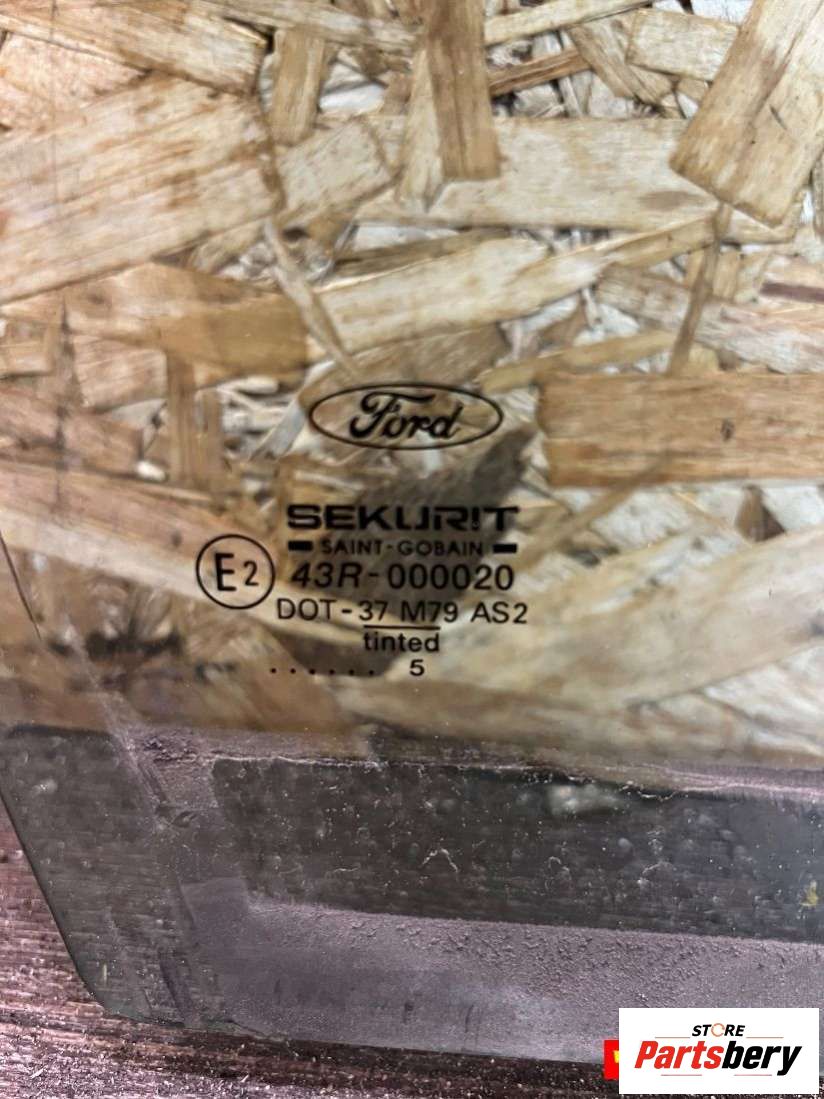 Ford
SEKURIT
SAINT-GOBAIN
E2 43R-000020
DOT-37 M79 AS2
tinted
. . . . . . 5
STORE
Partsbery